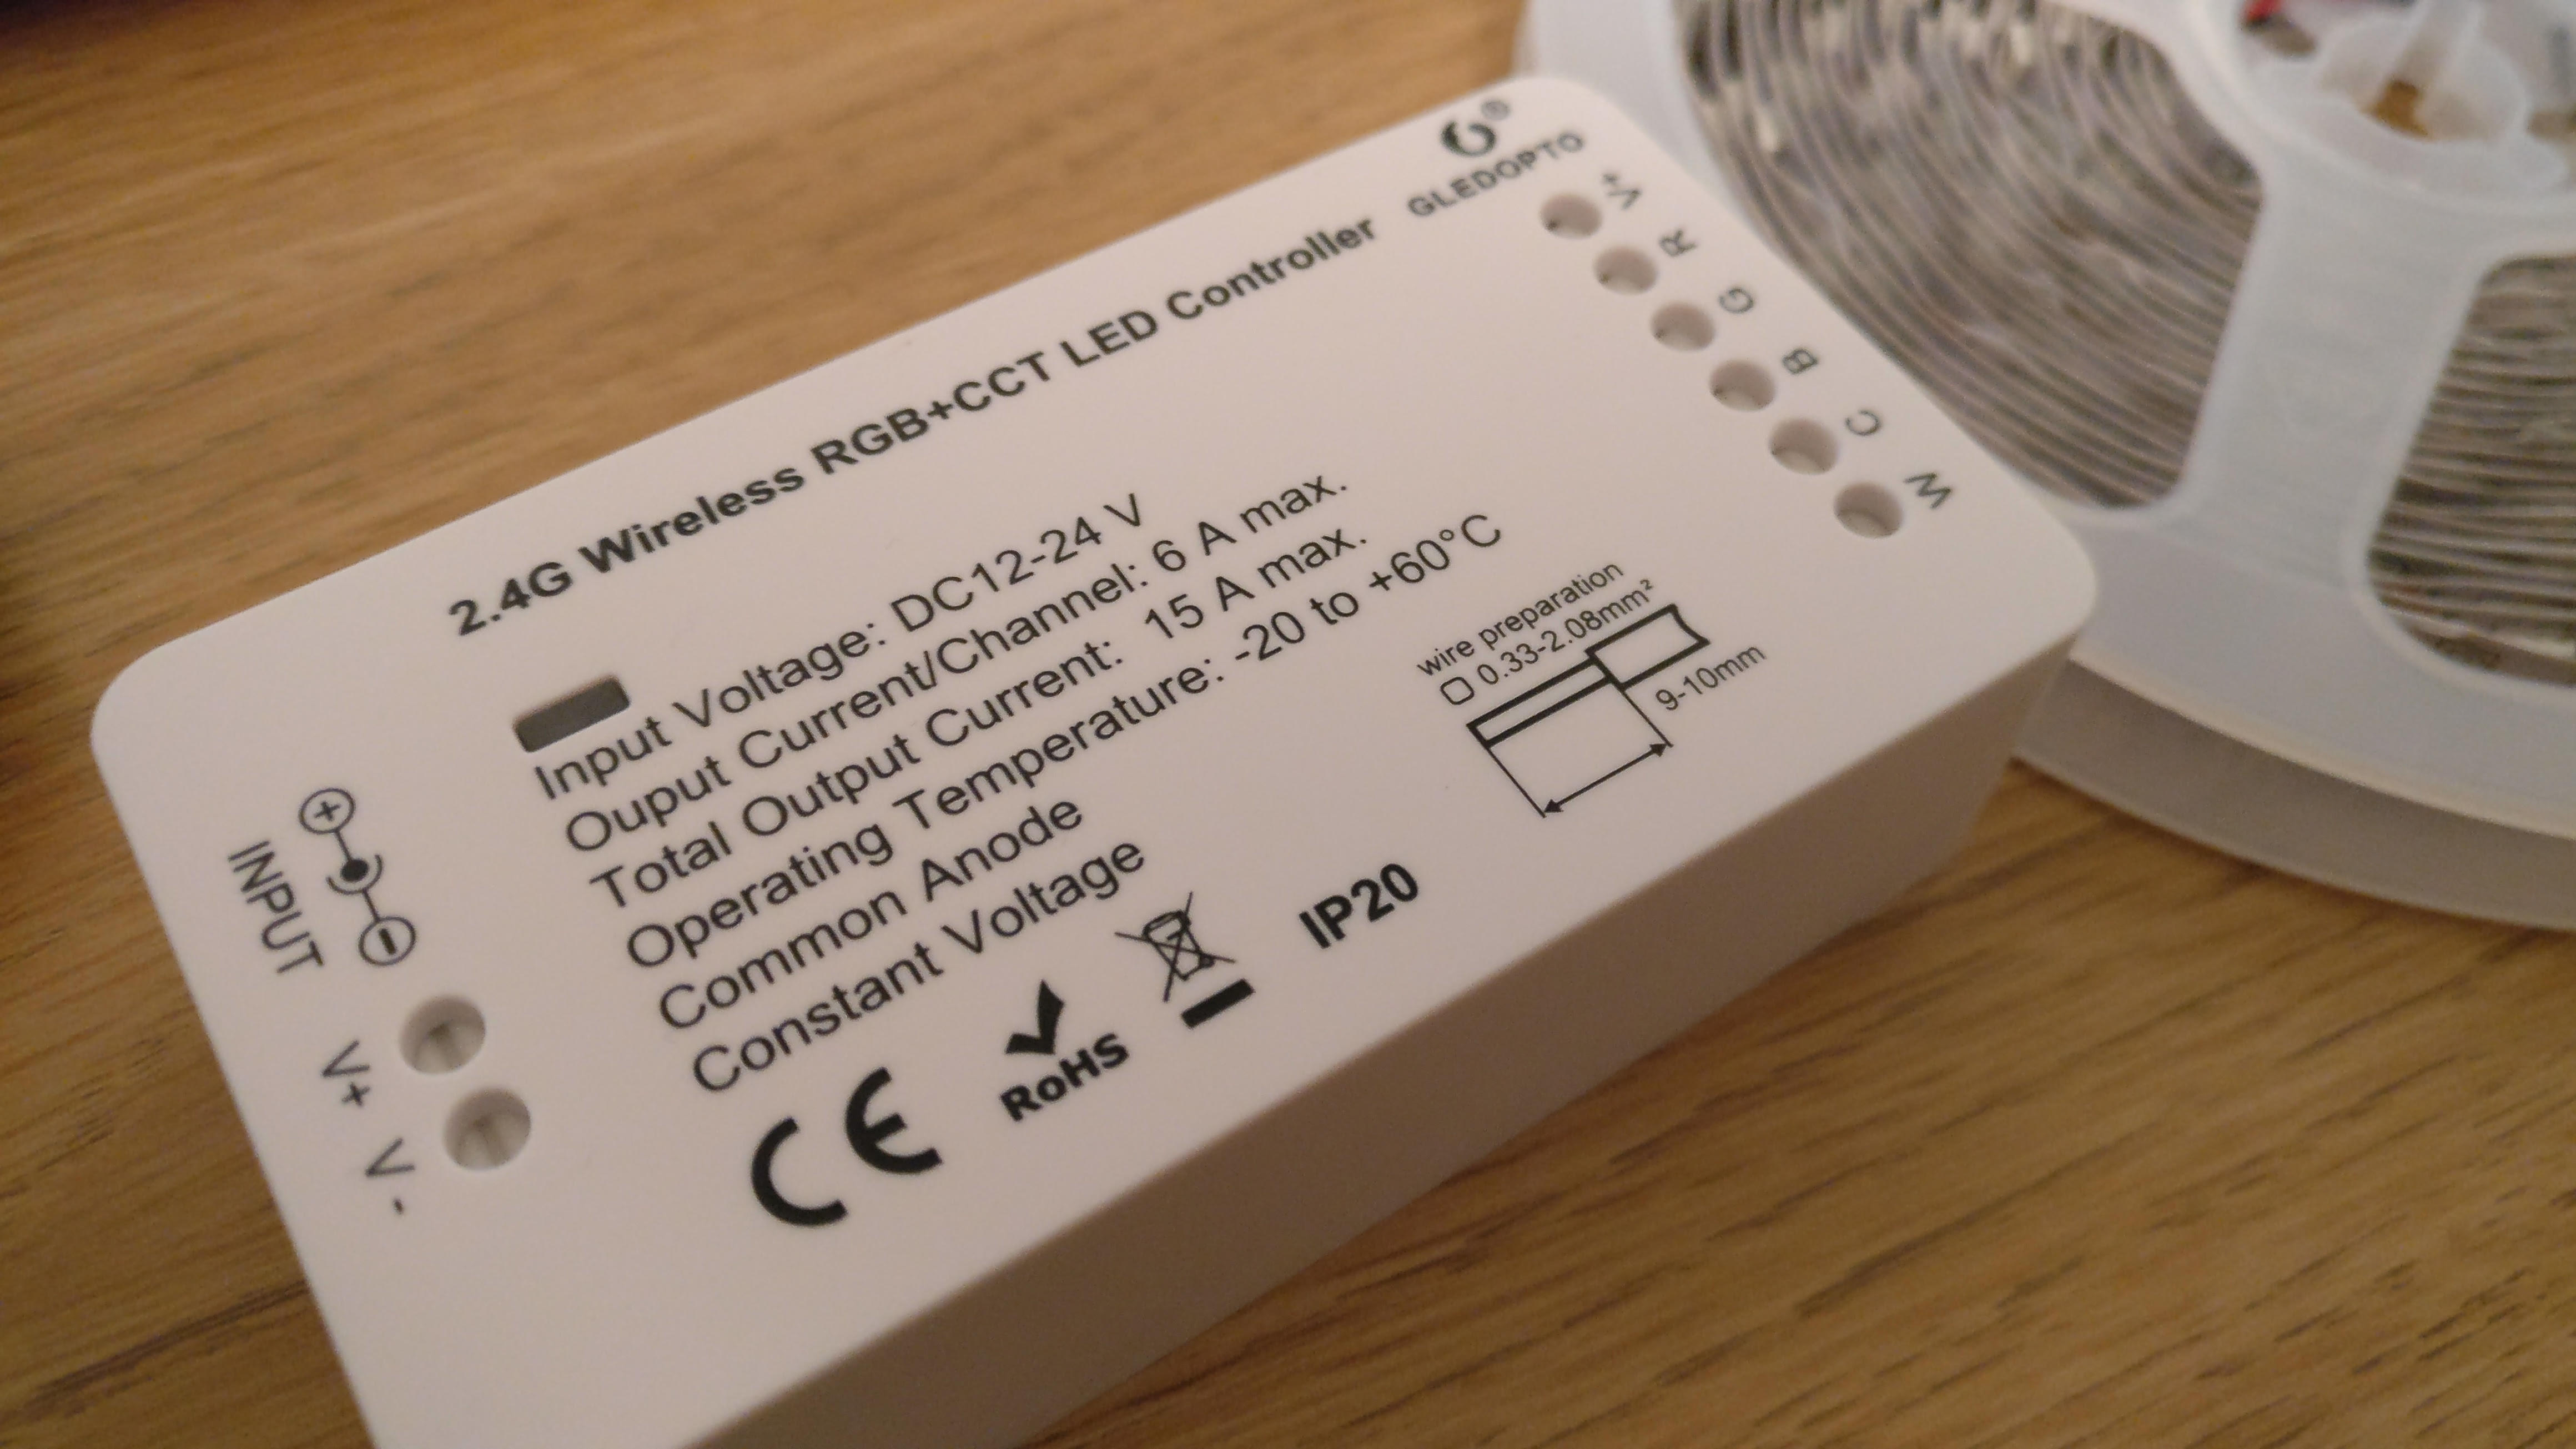 GLEDOPTO
2.4G Wireless RGB+CCT LED Controller
Input Voltage: DC12-24 V
Ouput Current/Channel: 6 A max.
Total Output Current: 15 A max.
Operating Temperature: -20 to +60°C
Common Anode
Constant Voltage
CE
RoHS
IP20
wire preparation
0.33-2.08mm²
9-10mm
INPUT
V+
V-
V+
R
G
B
C
W